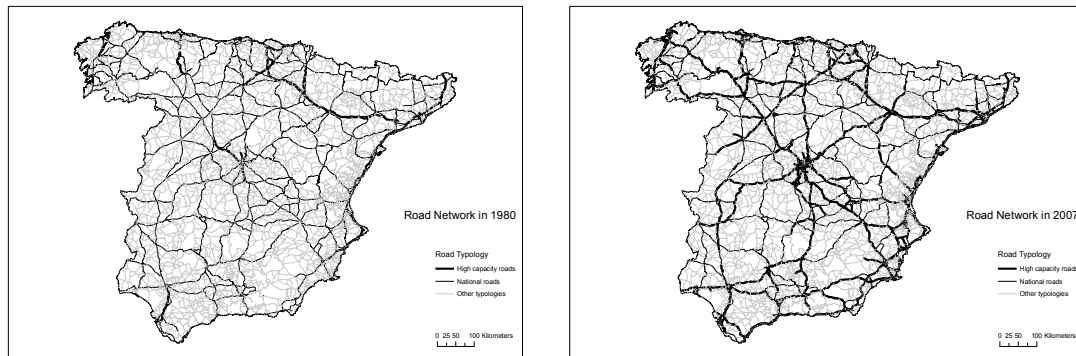 Road Network in 1980
Road Typology
High capacity roads
National roads
Other typologies
0 25 50 100 Kilometers
Road Network in 2007
Road Typology
High capacity roads
National roads
Other typologies
0 25 50 100 Kilometers